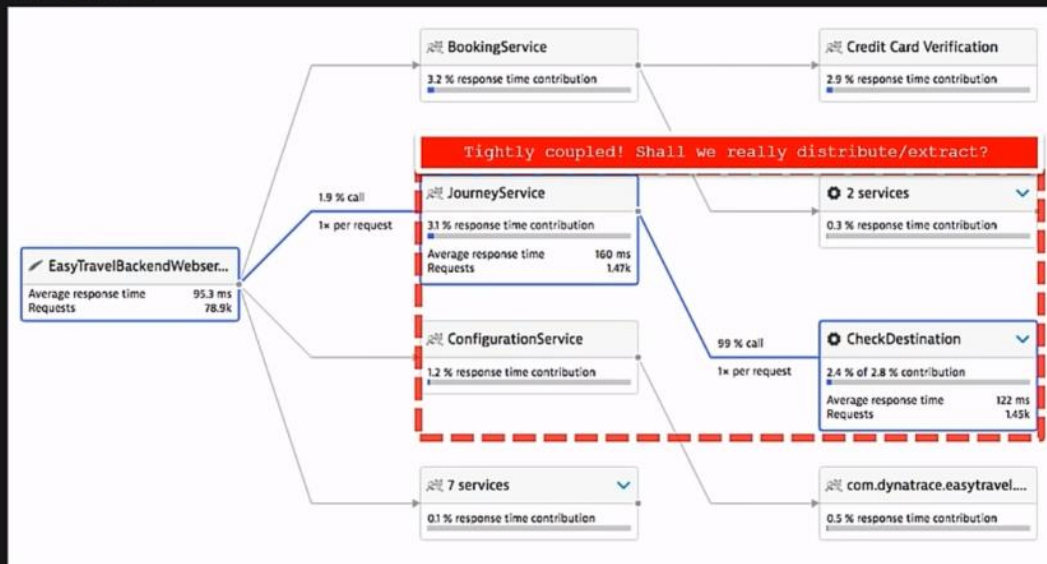 BookingService
3.2 % response time contribution
Credit Card Verification
2.9 % response time contribution
Tightly coupled! Shall we really distribute/extract?
1.9 % call
1x per request
JourneyService
3.1 % response time contribution
Average response time 160 ms
Requests 1.47k
2 services
0.3 % response time contribution
EasyTravelBackendWebser...
Average response time 95.3 ms
Requests 78.9k
ConfigurationService
1.2 % response time contribution
99 % call
1x per request
CheckDestination
2.4 % of 2.8 % contribution
Average response time 122 ms
Requests 1.45k
7 services
0.1 % response time contribution
com.dynatrace.easytravel....
0.5 % response time contribution